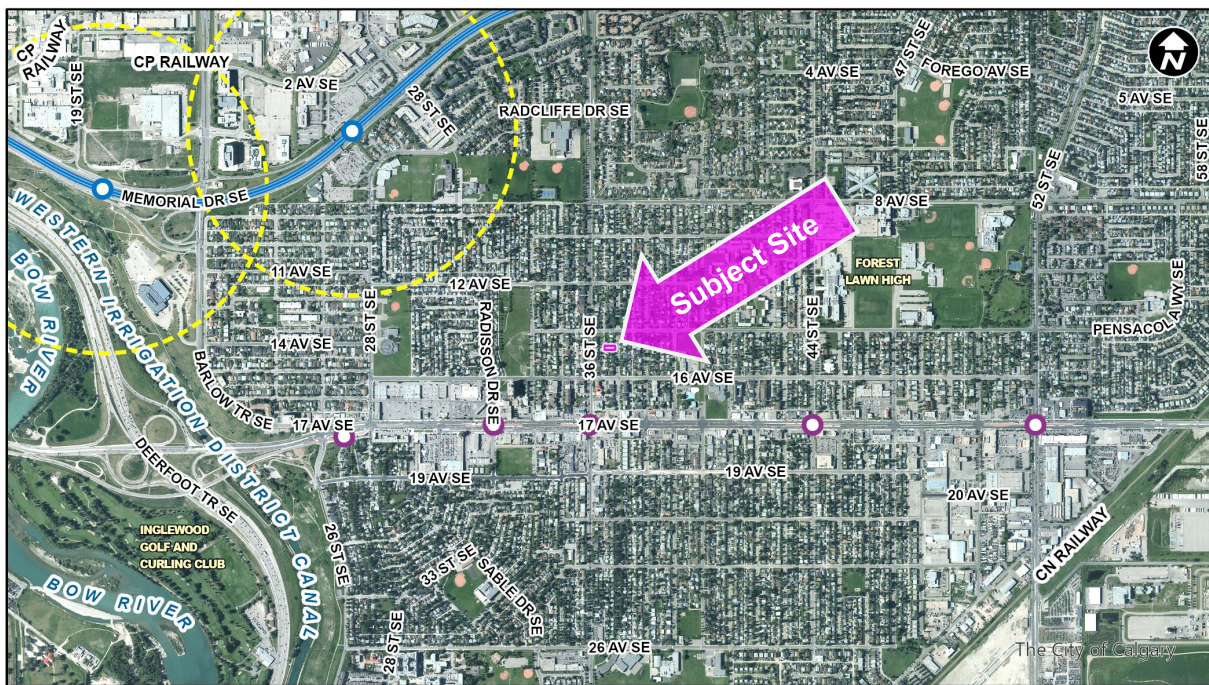 CP
RAILWAY
CP RAILWAY
19 ST SE
2 AV SE
28 ST SE
RADCLIFFE DR SE
4 AV SE
47 ST SE
FOREGO AV SE
N
5 AV SE
58 ST SE
MEMORIAL DR SE
52 ST SE
8 AV SE
WESTERN IRRIGATION DISTRICT CANAL
BOW RIVER
11 AV SE
12 AV SE
Subject Site
FOREST
LAWN HIGH
28 ST SE
RADISSON DR SE
36 ST SE
44 ST SE
PENSACOLA WY SE
14 AV SE
BARLOW TR SE
16 AV SE
17 AV SE
17 AV SE
DEERFOOT TR SE
19 AV SE
19 AV SE
20 AV SE
INGLEWOOD
GOLF AND
CURLING CLUB
26 ST SE
33 ST SE
SABLE DR SE
CN RAILWAY
BOW RIVER
28 ST SE
26 AV SE
The City of Calgary